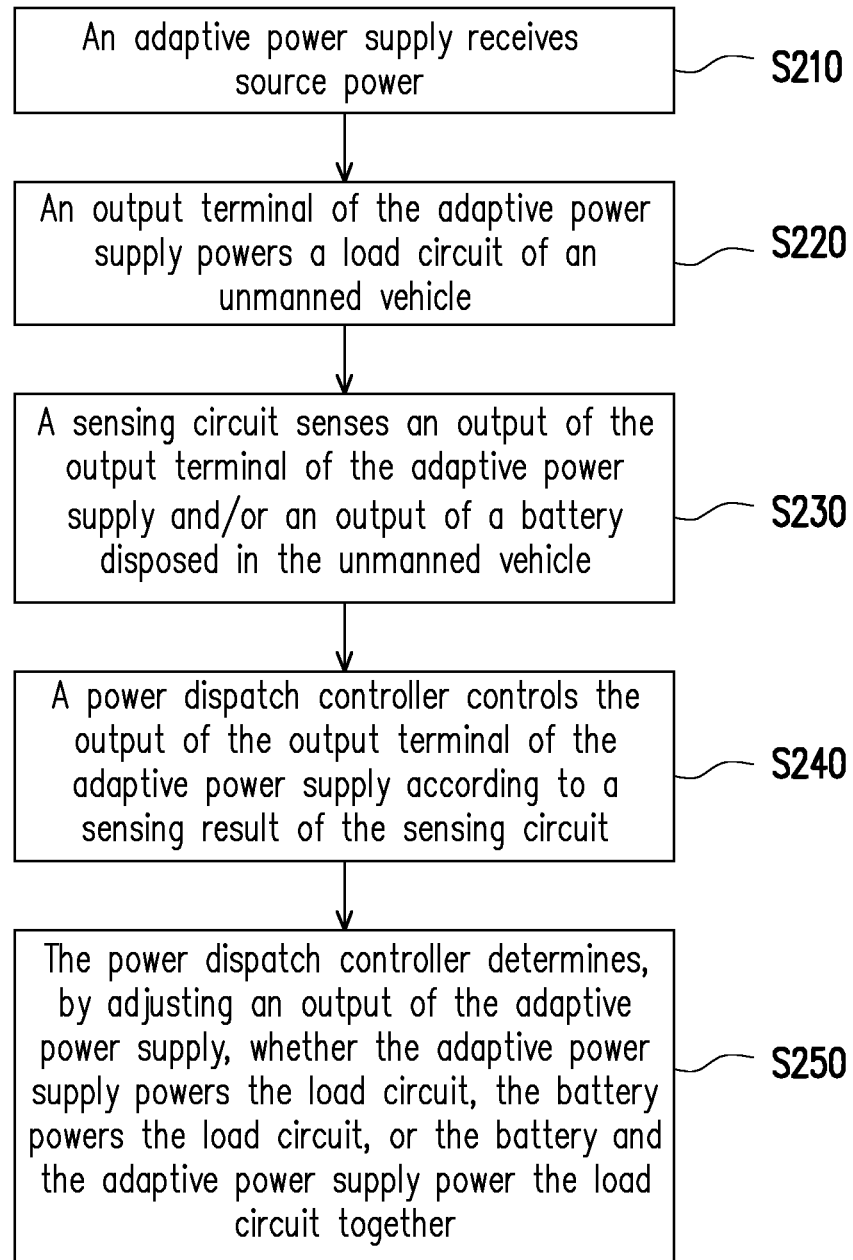 An adaptive power supply receives
source power
S210
An output terminal of the adaptive power
supply powers a load circuit of an
unmanned vehicle
S220
A sensing circuit senses an output of the
output terminal of the adaptive power
supply and/or an output of a battery
disposed in the unmanned vehicle
S230
A power dispatch controller controls the
output of the output terminal of the
adaptive power supply according to a
sensing result of the sensing circuit
S240
The power dispatch controller determines,
by adjusting an output of the adaptive
power supply, whether the adaptive power
supply powers the load circuit, the battery
powers the load circuit, or the battery and
the adaptive power supply power the load
circuit together
S250